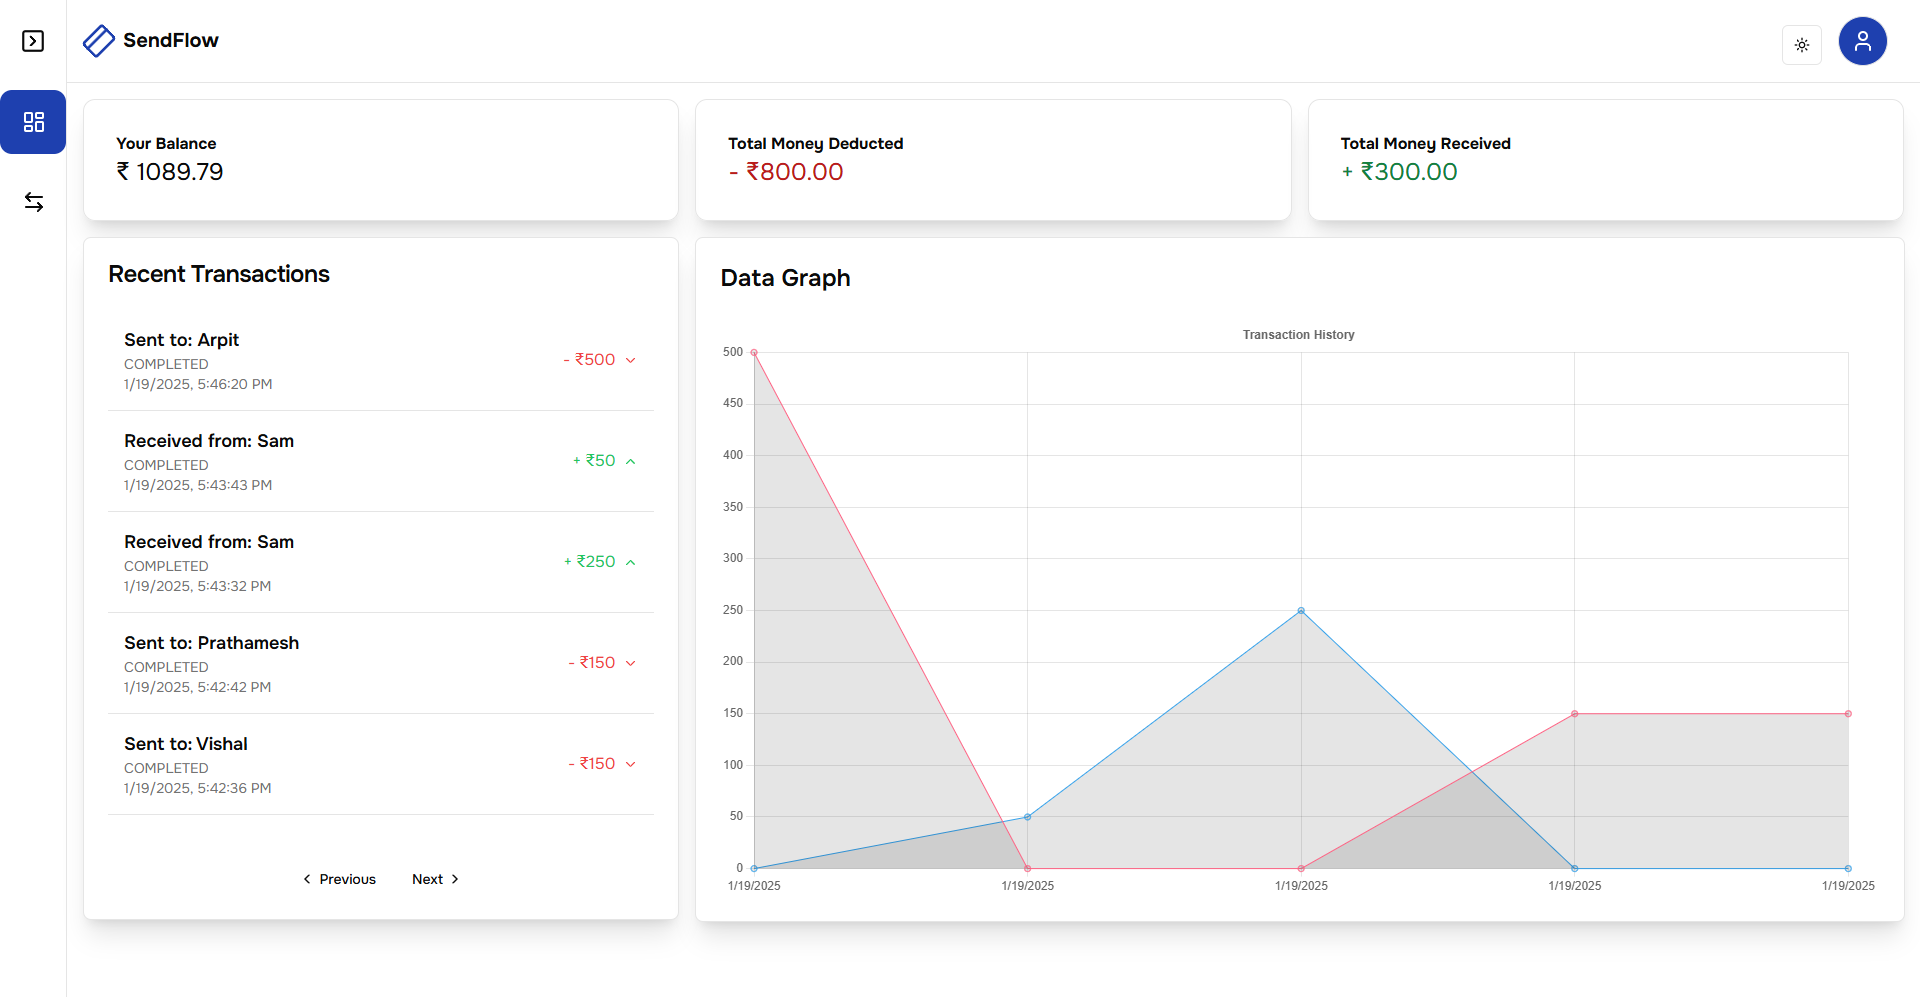 SendFlow
Your Balance
₹ 1089.79
Total Money Deducted
- ₹800.00
Total Money Received
+ ₹300.00
Recent Transactions
Sent to: Arpit
COMPLETED
1/19/2025, 5:46:20 PM
- ₹500
Received from: Sam
COMPLETED
1/19/2025, 5:43:43 PM
+ ₹50
Received from: Sam
COMPLETED
1/19/2025, 5:43:32 PM
+ ₹250
Sent to: Prathamesh
COMPLETED
1/19/2025, 5:42:42 PM
- ₹150
Sent to: Vishal
COMPLETED
1/19/2025, 5:42:36 PM
- ₹150
Previous
Next
Data Graph
Transaction History
500
450
400
350
300
250
200
150
100
50
0
1/19/2025
1/19/2025
1/19/2025
1/19/2025
1/19/2025